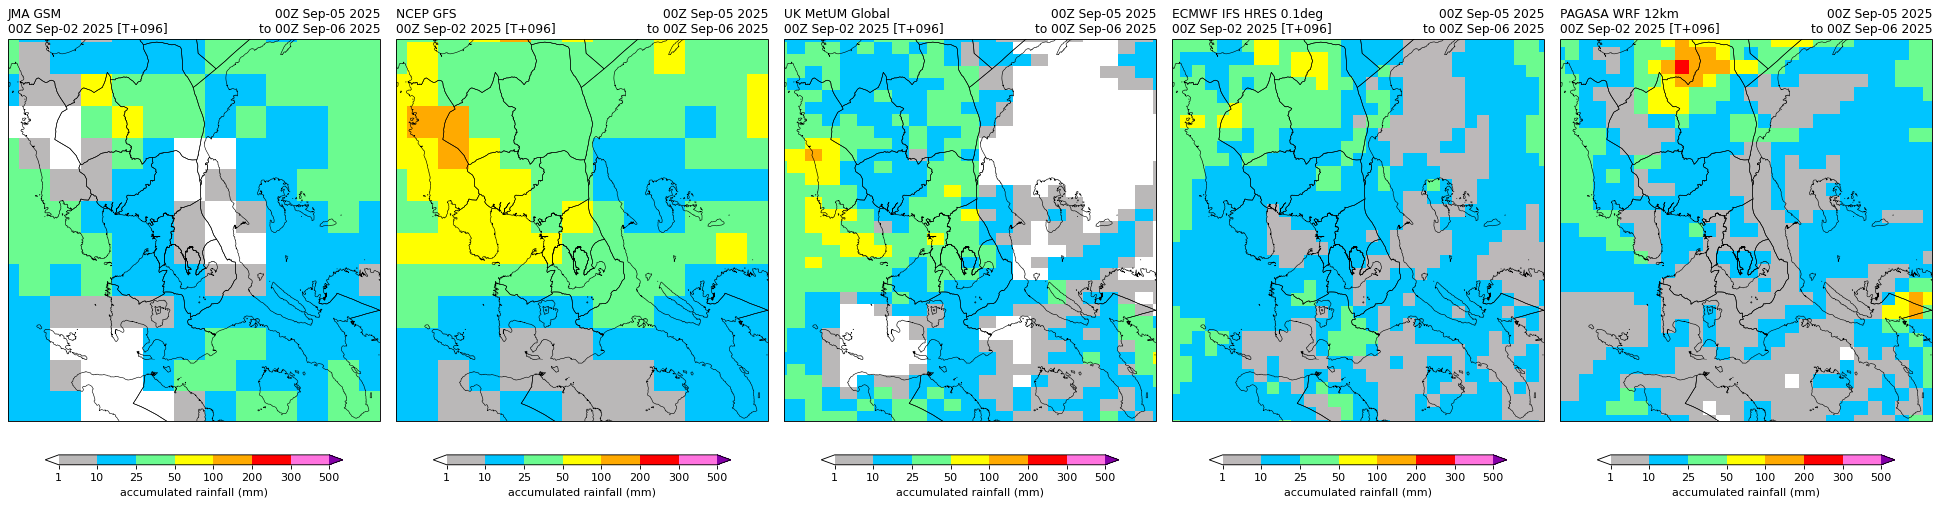 JMA GSM 00Z Sep-05 2025
00Z Sep-02 2025 [T+096] to 00Z Sep-06 2025
1 10 25 50 100 200 300 500
accumulated rainfall (mm)
NCEP GFS 00Z Sep-05 2025
00Z Sep-02 2025 [T+096] to 00Z Sep-06 2025
1 10 25 50 100 200 300 500
accumulated rainfall (mm)
UK MetUM Global 00Z Sep-05 2025
00Z Sep-02 2025 [T+096] to 00Z Sep-06 2025
1 10 25 50 100 200 300 500
accumulated rainfall (mm)
ECMWF IFS HRES 0.1deg 00Z Sep-05 2025
00Z Sep-02 2025 [T+096] to 00Z Sep-06 2025
1 10 25 50 100 200 300 500
accumulated rainfall (mm)
PAGASA WRF 12km 00Z Sep-05 2025
00Z Sep-02 2025 [T+096] to 00Z Sep-06 2025
1 10 25 50 100 200 300 500
accumulated rainfall (mm)